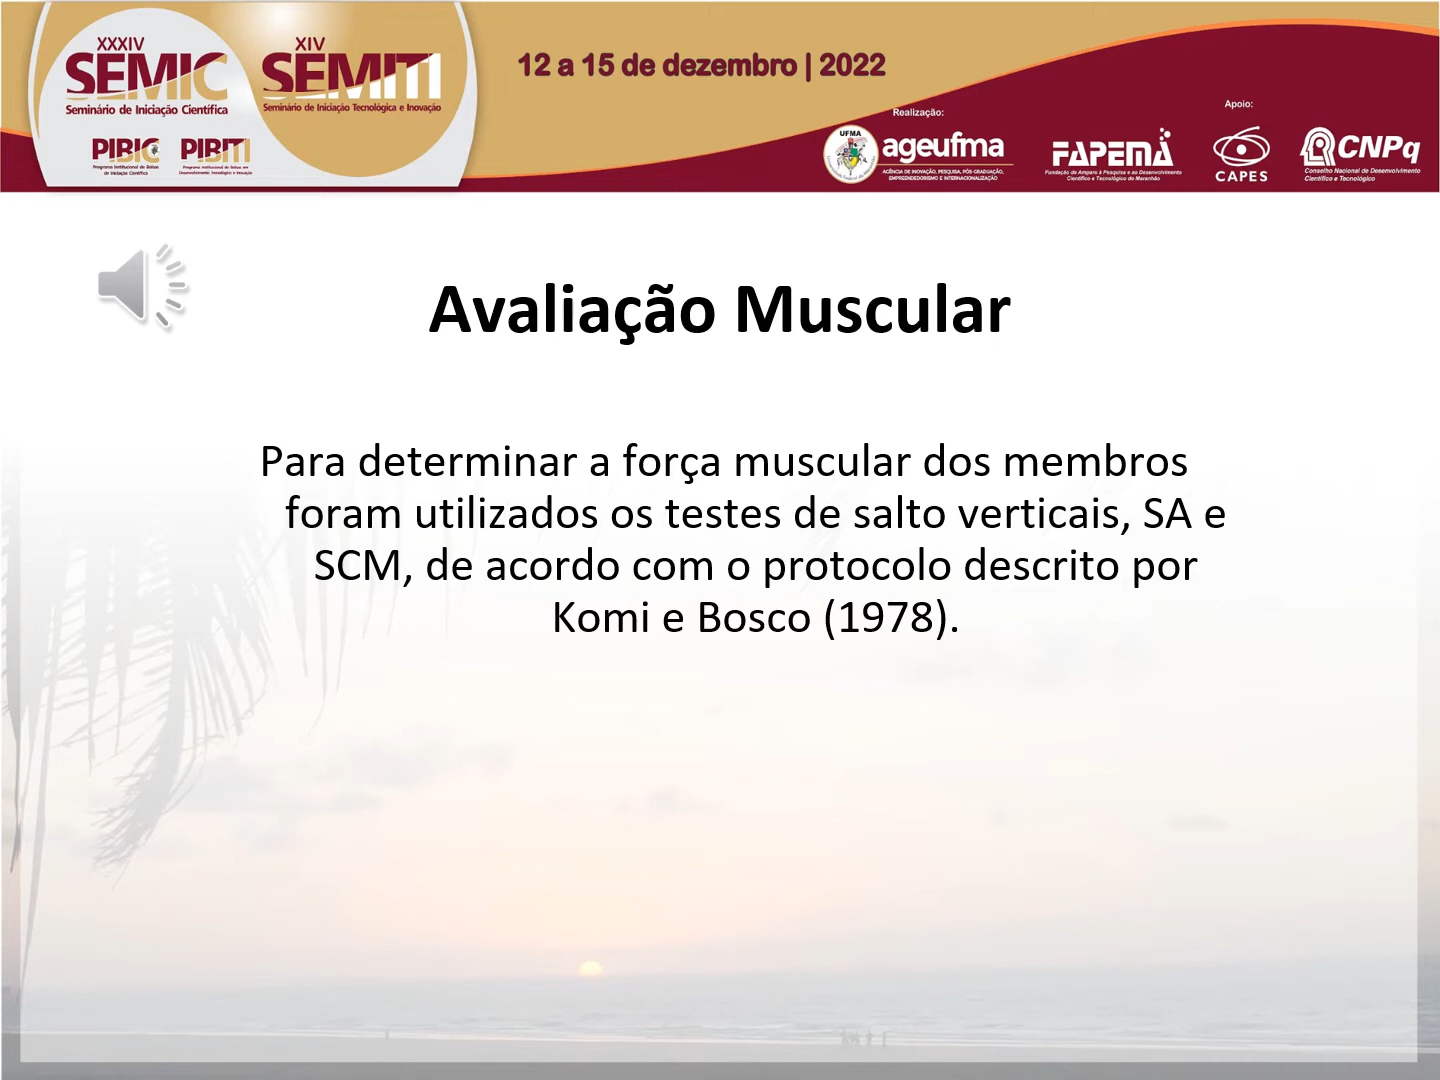 XXXIV
SEMIC
Seminário de Iniciação Científica
PIBIC
Programa Institucional de Bolsas
de Iniciação Científica
XIV
SEMITI
Seminário de Iniciação Tecnológica e Inovação
PIBITI
Programa Institucional de Bolsas em
Desenvolvimento Tecnológico e Inovação
12 a 15 de dezembro | 2022
Realização:
UFMA
ageufma
AGÊNCIA DE INOVAÇÃO, PESQUISA, PÓS-GRADUAÇÃO,
EMPREENDEDORISMO E INTERNACIONALIZAÇÃO
Apoio:
FAPEMA
Fundação de Amparo à Pesquisa e ao Desenvolvimento
Científico e Tecnológico do Maranhão
CAPES
CNPq
Conselho Nacional de Desenvolvimento
Científico e Tecnológico
Avaliação Muscular
Para determinar a força muscular dos membros
foram utilizados os testes de salto verticais, SA e
SCM, de acordo com o protocolo descrito por
Komi e Bosco (1978).